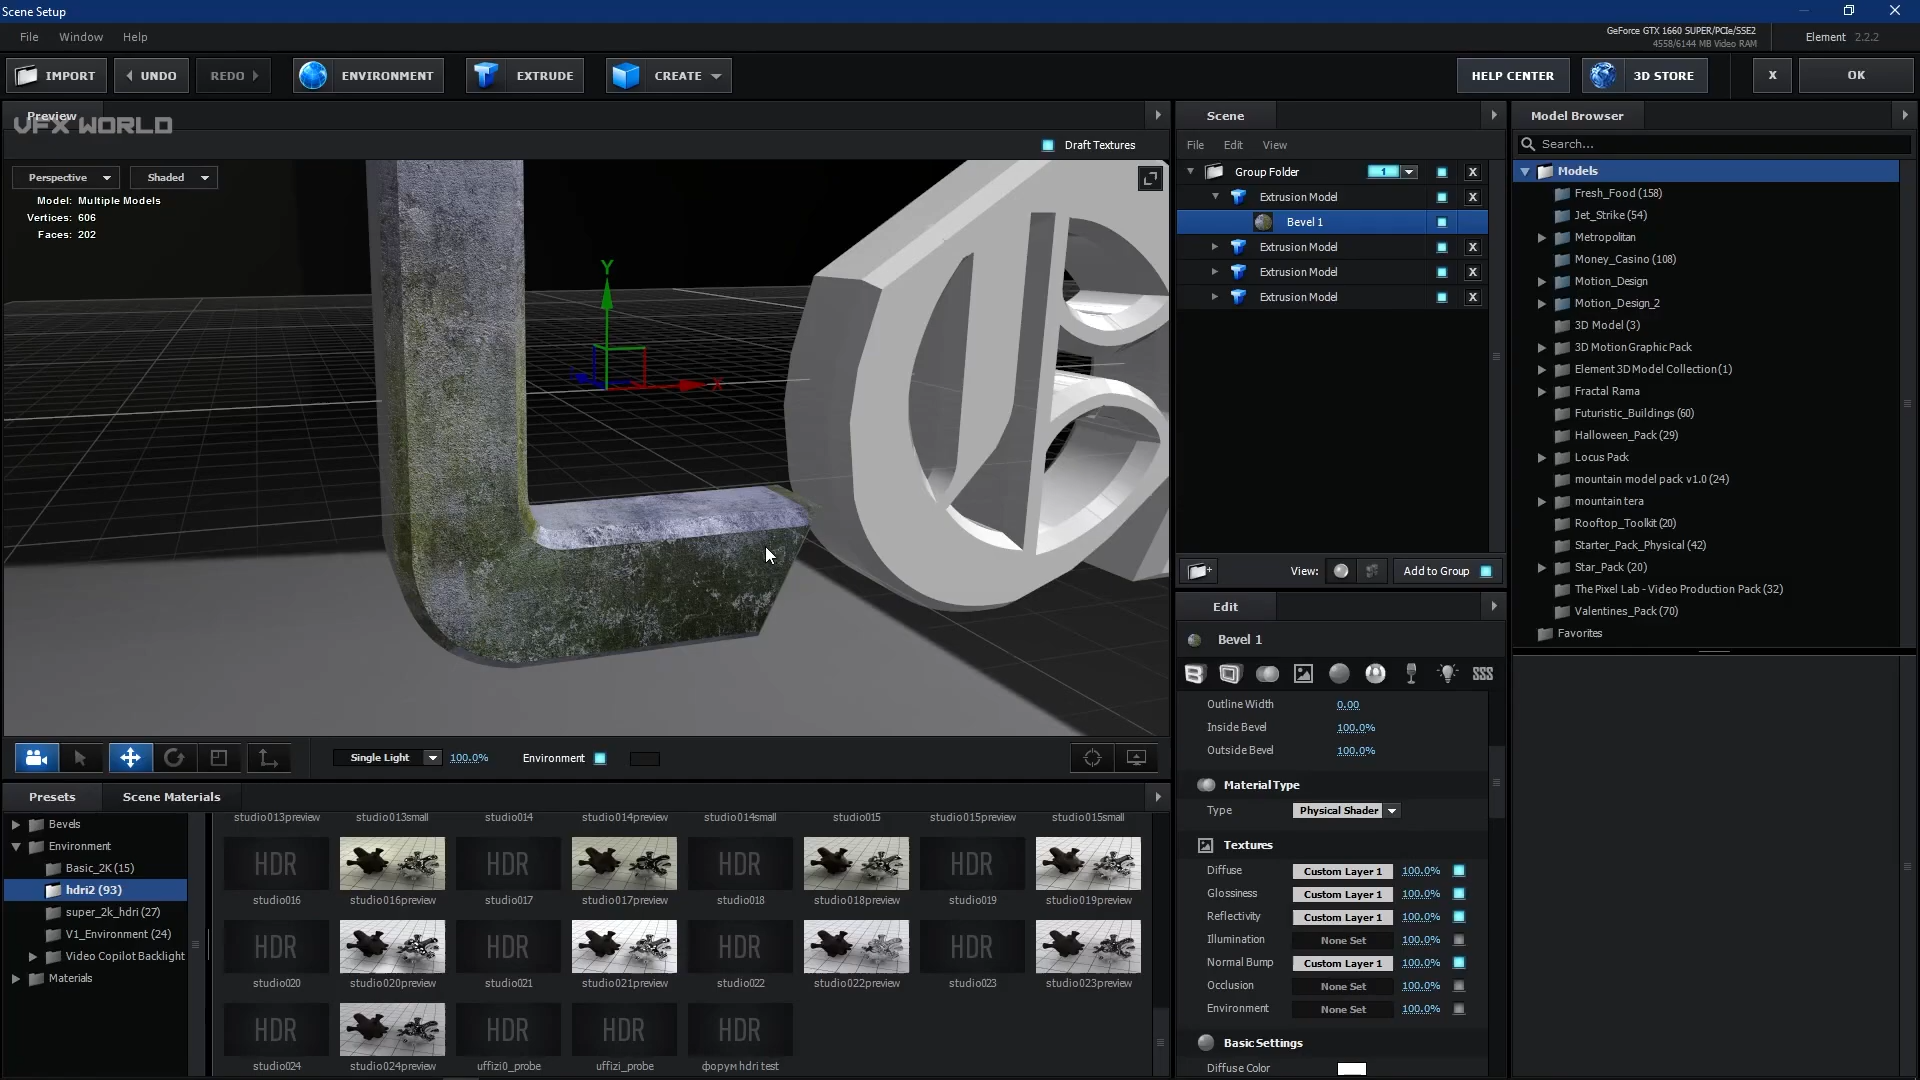 Scene Setup
File Window Help
GeForce GTX 1660 SUPER/PCIe/SSE2
4558/6144 MB Video RAM
Element 2.2.2
IMPORT UNDO REDO ENVIRONMENT EXTRUDE CREATE HELP CENTER 3D STORE X OK
Preview
VFX WORLD
Draft Textures
Perspective Shaded
Model: Multiple Models
Vertices: 606
Faces: 202
Y
X
Single Light 100.0% Environment
Scene
File Edit View
Group Folder 1 X
Extrusion Model X
Bevel 1
Extrusion Model X
Extrusion Model X
Extrusion Model X
View: Add to Group
Edit
Bevel 1
SSS
Outline Width 0.00
Inside Bevel 100.0%
Outside Bevel 100.0%
Material Type
Type Physical Shader
Textures
Diffuse Custom Layer 1 100.0%
Glossiness Custom Layer 1 100.0%
Reflectivity Custom Layer 1 100.0%
Illumination None Set 100.0%
Normal Bump Custom Layer 1 100.0%
Occlusion None Set 100.0%
Environment None Set 100.0%
Basic Settings
Diffuse Color
Model Browser
Search...
Models
Fresh_Food (158)
Jet_Strike (54)
Metropolitan
Money_Casino (108)
Motion_Design
Motion_Design_2
3D Model (3)
3D Motion Graphic Pack
Element 3D Model Collection (1)
Fractal Rama
Futuristic_Buildings (60)
Halloween_Pack (29)
Locus Pack
mountain model pack v1.0 (24)
mountain tera
Rooftop_Toolkit (20)
Starter_Pack_Physical (42)
Star_Pack (20)
The Pixel Lab - Video Production Pack (32)
Valentines_Pack (70)
Favorites
Presets Scene Materials
Bevels
Environment
Basic_2K (15)
hdri2 (93)
super_2k_hdri (27)
V1_Environment (24)
Video Copilot Backlight
Materials
studio013preview studio013small studio014 studio014preview studio014small studio015 studio015preview studio015small
HDR HDR HDR HDR
studio016 studio016preview studio017 studio017preview studio018 studio018preview studio019 studio019preview
HDR HDR HDR HDR
studio020 studio020preview studio021 studio021preview studio022 studio022preview studio023 studio023preview
HDR HDR HDR HDR
studio024 studio024preview uffizi0_probe uffizi_probe форум hdri test